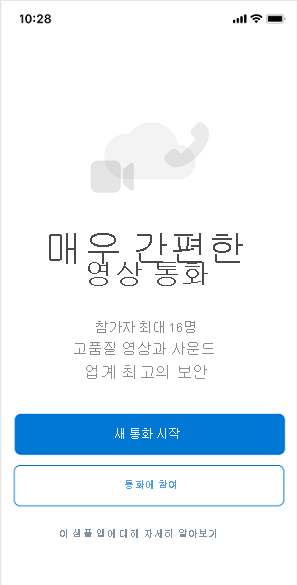 10:28
매우 간편한
영상 통화
참가자 최대 16명
고품질 영상과 사운드
업계 최고의 보안
새 통화 시작
통화에 참여
이 샘플 앱에 대해 자세히 알아보기